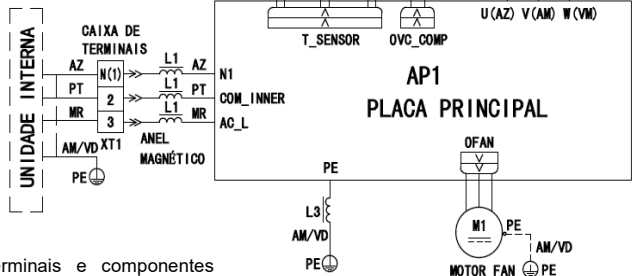 U(AZ) V(AM) W(VM)
CAIXA DE
TERMINAIS
T_SENSOR OVC_COMP
UNIDADE INTERNA
AZ N(1) L1 AZ N1
PT 2 L1 PT COM_INNER
MR 3 L1 MR AC_L
AM/VD XT1
ANEL
MAGNÉTICO
PE
AP1
PLACA PRINCIPAL
OFAN
PE
L3
AM/VD
PE
M1 PE
AM/VD
MOTOR FAN PE
terminais e componentes